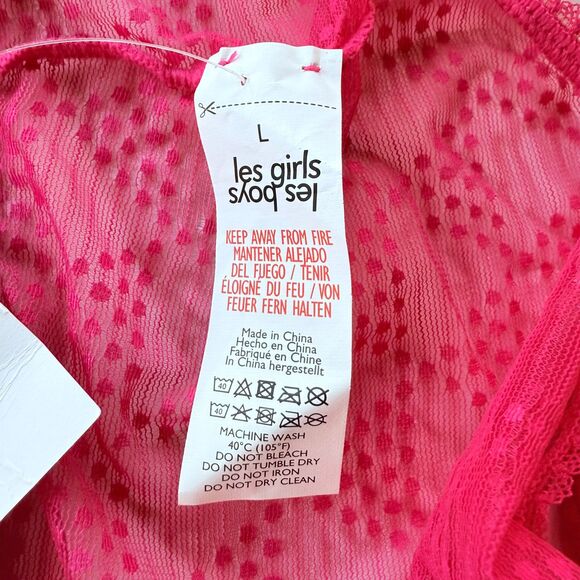 L
les girls
les boys
KEEP AWAY FROM FIRE
MANTENER ALEJADO
DEL FUEGO / TENIR
ÉLOIGNÉ DU FEU / VON
FEUER FERN HALTEN
Made in China
Hecho en China
Fabriqué en Chine
In China hergestellt
40
40
MACHINE WASH
40°C (105°F)
DO NOT BLEACH
DO NOT TUMBLE DRY
DO NOT IRON
DO NOT DRY CLEAN